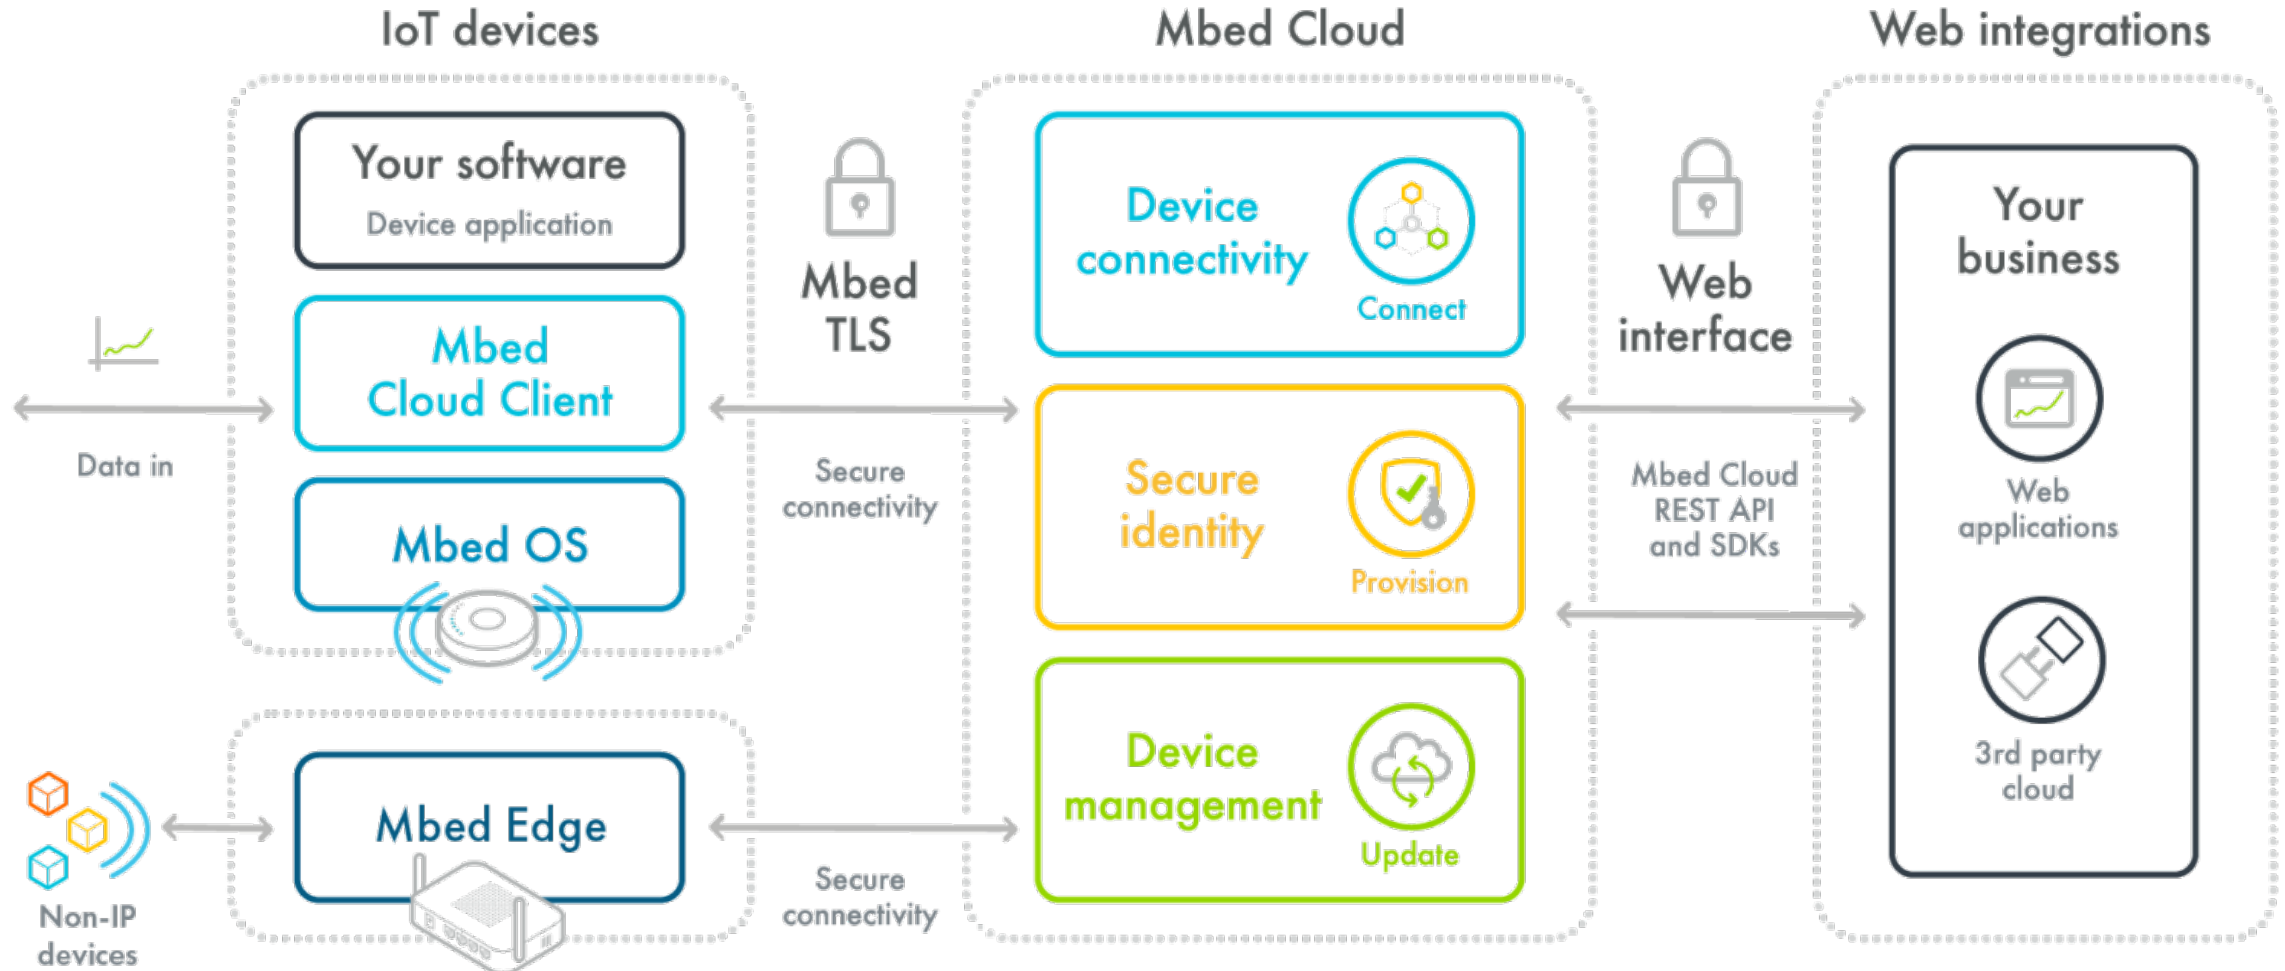 IoT devices
Mbed Cloud
Web integrations
Your software
Device application
Mbed
Cloud Client
Mbed OS
Data in
Mbed Edge
Non-IP
devices
Mbed
TLS
Secure
connectivity
Secure
connectivity
Device
connectivity
Connect
Secure
identity
Provision
Device
management
Update
Web
interface
Mbed Cloud
REST API
and SDKs
Your
business
Web
applications
3rd party
cloud